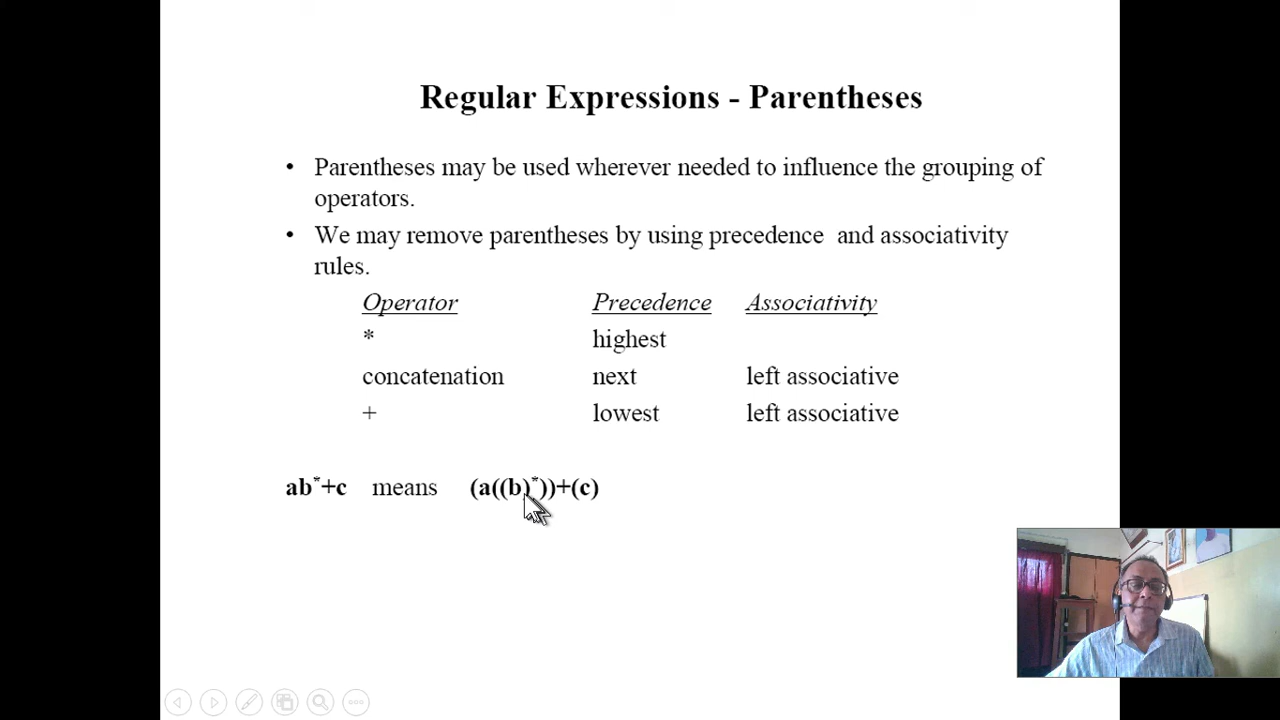 Regular Expressions - Parentheses
• Parentheses may be used wherever needed to influence the grouping of
operators.
• We may remove parentheses by using precedence and associativity
rules.
Operator Precedence Associativity
* highest
concatenation next left associative
+ lowest left associative
ab*+c means (a((b)*))+(c)